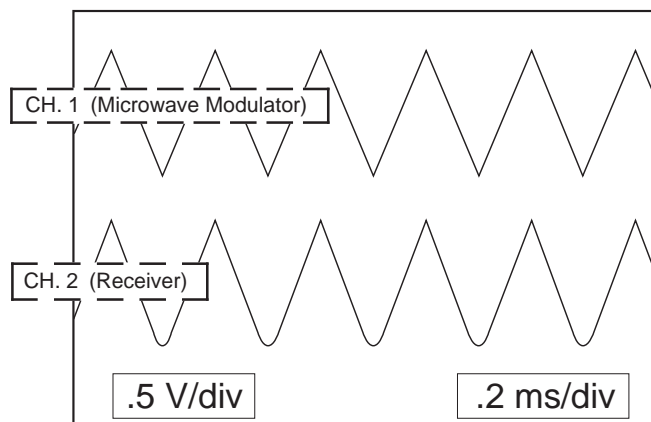 CH. 1 (Microwave Modulator)
CH. 2 (Receiver)
.5 V/div
.2 ms/div